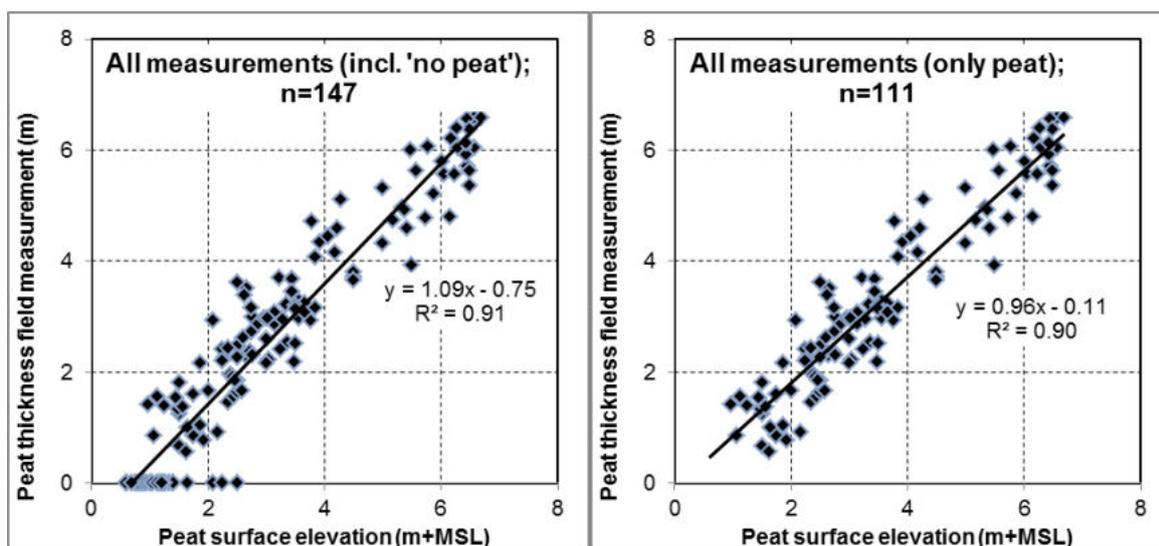 All measurements (incl. 'no peat');
n=147
Peat thickness field measurement (m)
8
6
4
2
0
y = 1.09x - 0.75
R² = 0.91
0 2 4 6 8
Peat surface elevation (m+MSL)
All measurements (only peat);
n=111
Peat thickness field measurement (m)
8
6
4
2
0
y = 0.96x - 0.11
R² = 0.90
0 2 4 6 8
Peat surface elevation (m+MSL)